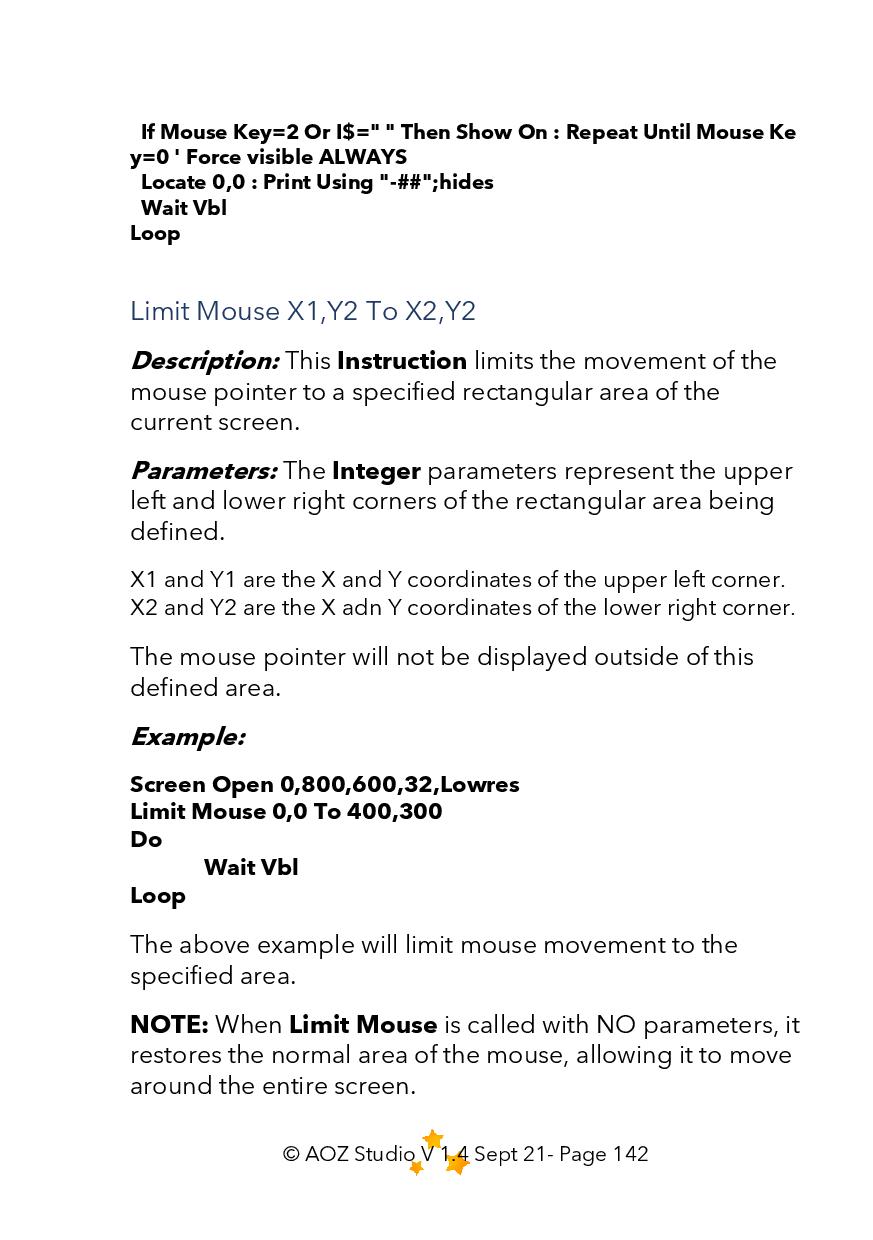 If Mouse Key=2 Or I$=" " Then Show On : Repeat Until Mouse Ke
y=0 ' Force visible ALWAYS
Locate 0,0 : Print Using "-##";hides
Wait Vbl
Loop
Limit Mouse X1,Y2 To X2,Y2
Description: This Instruction limits the movement of the
mouse pointer to a specified rectangular area of the
current screen.
Parameters: The Integer parameters represent the upper
left and lower right corners of the rectangular area being
defined.
X1 and Y1 are the X and Y coordinates of the upper left corner.
X2 and Y2 are the X adn Y coordinates of the lower right corner.
The mouse pointer will not be displayed outside of this
defined area.
Example:
Screen Open 0,800,600,32,Lowres
Limit Mouse 0,0 To 400,300
Do
Wait Vbl
Loop
The above example will limit mouse movement to the
specified area.
NOTE: When Limit Mouse is called with NO parameters, it
restores the normal area of the mouse, allowing it to move
around the entire screen.
© AOZ Studio V 1.4 Sept 21- Page 142